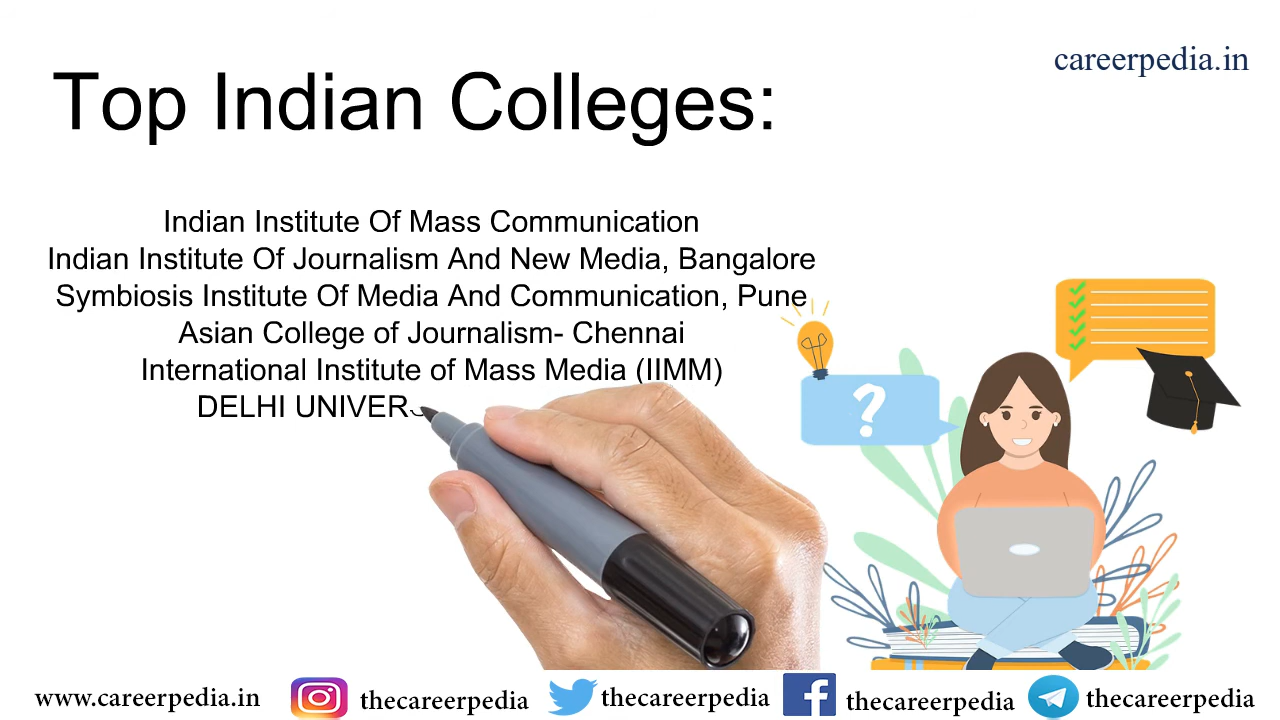 careerpedia.in
Top Indian Colleges:
Indian Institute Of Mass Communication
Indian Institute Of Journalism And New Media, Bangalore
Symbiosis Institute Of Media And Communication, Pune
Asian College of Journalism- Chennai
International Institute of Mass Media (IIMM)
DELHI UNIVER
?
www.careerpedia.in thecareerpedia thecareerpedia thecareerpedia thecareerpedia